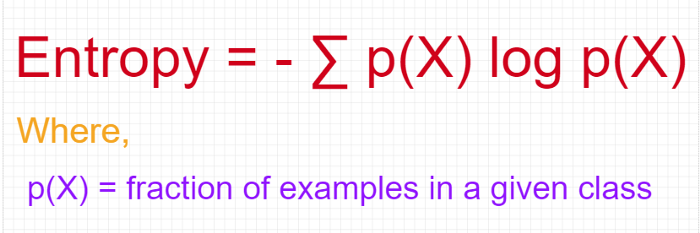 Entropy = - ∑ p(X) log p(X)
Where,
p(X) = fraction of examples in a given class